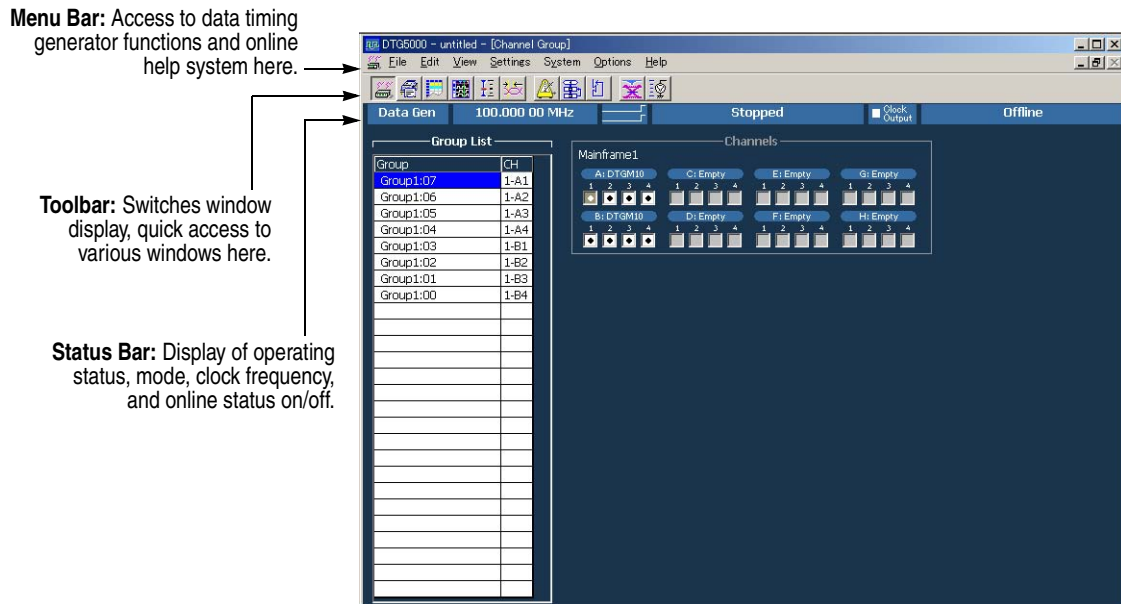 Menu Bar: Access to data timing
generator functions and online
help system here.
Toolbar: Switches window
display, quick access to
various windows here.
Status Bar: Display of operating
status, mode, clock frequency,
and online status on/off.
DTG5000 - untitled - [Channel Group]
File Edit View Settings System Options Help
Data Gen 100.000 00 MHz Stopped Clock Output Offline
Group List
Group CH
Group1:07 1-A1
Group1:06 1-A2
Group1:05 1-A3
Group1:04 1-A4
Group1:03 1-B1
Group1:02 1-B2
Group1:01 1-B3
Group1:00 1-B4
Channels
Mainframe1
A: DTGM10 C: Empty E: Empty G: Empty
1 2 3 4 1 2 3 4 1 2 3 4 1 2 3 4
B: DTGM10 D: Empty F: Empty H: Empty
1 2 3 4 1 2 3 4 1 2 3 4 1 2 3 4